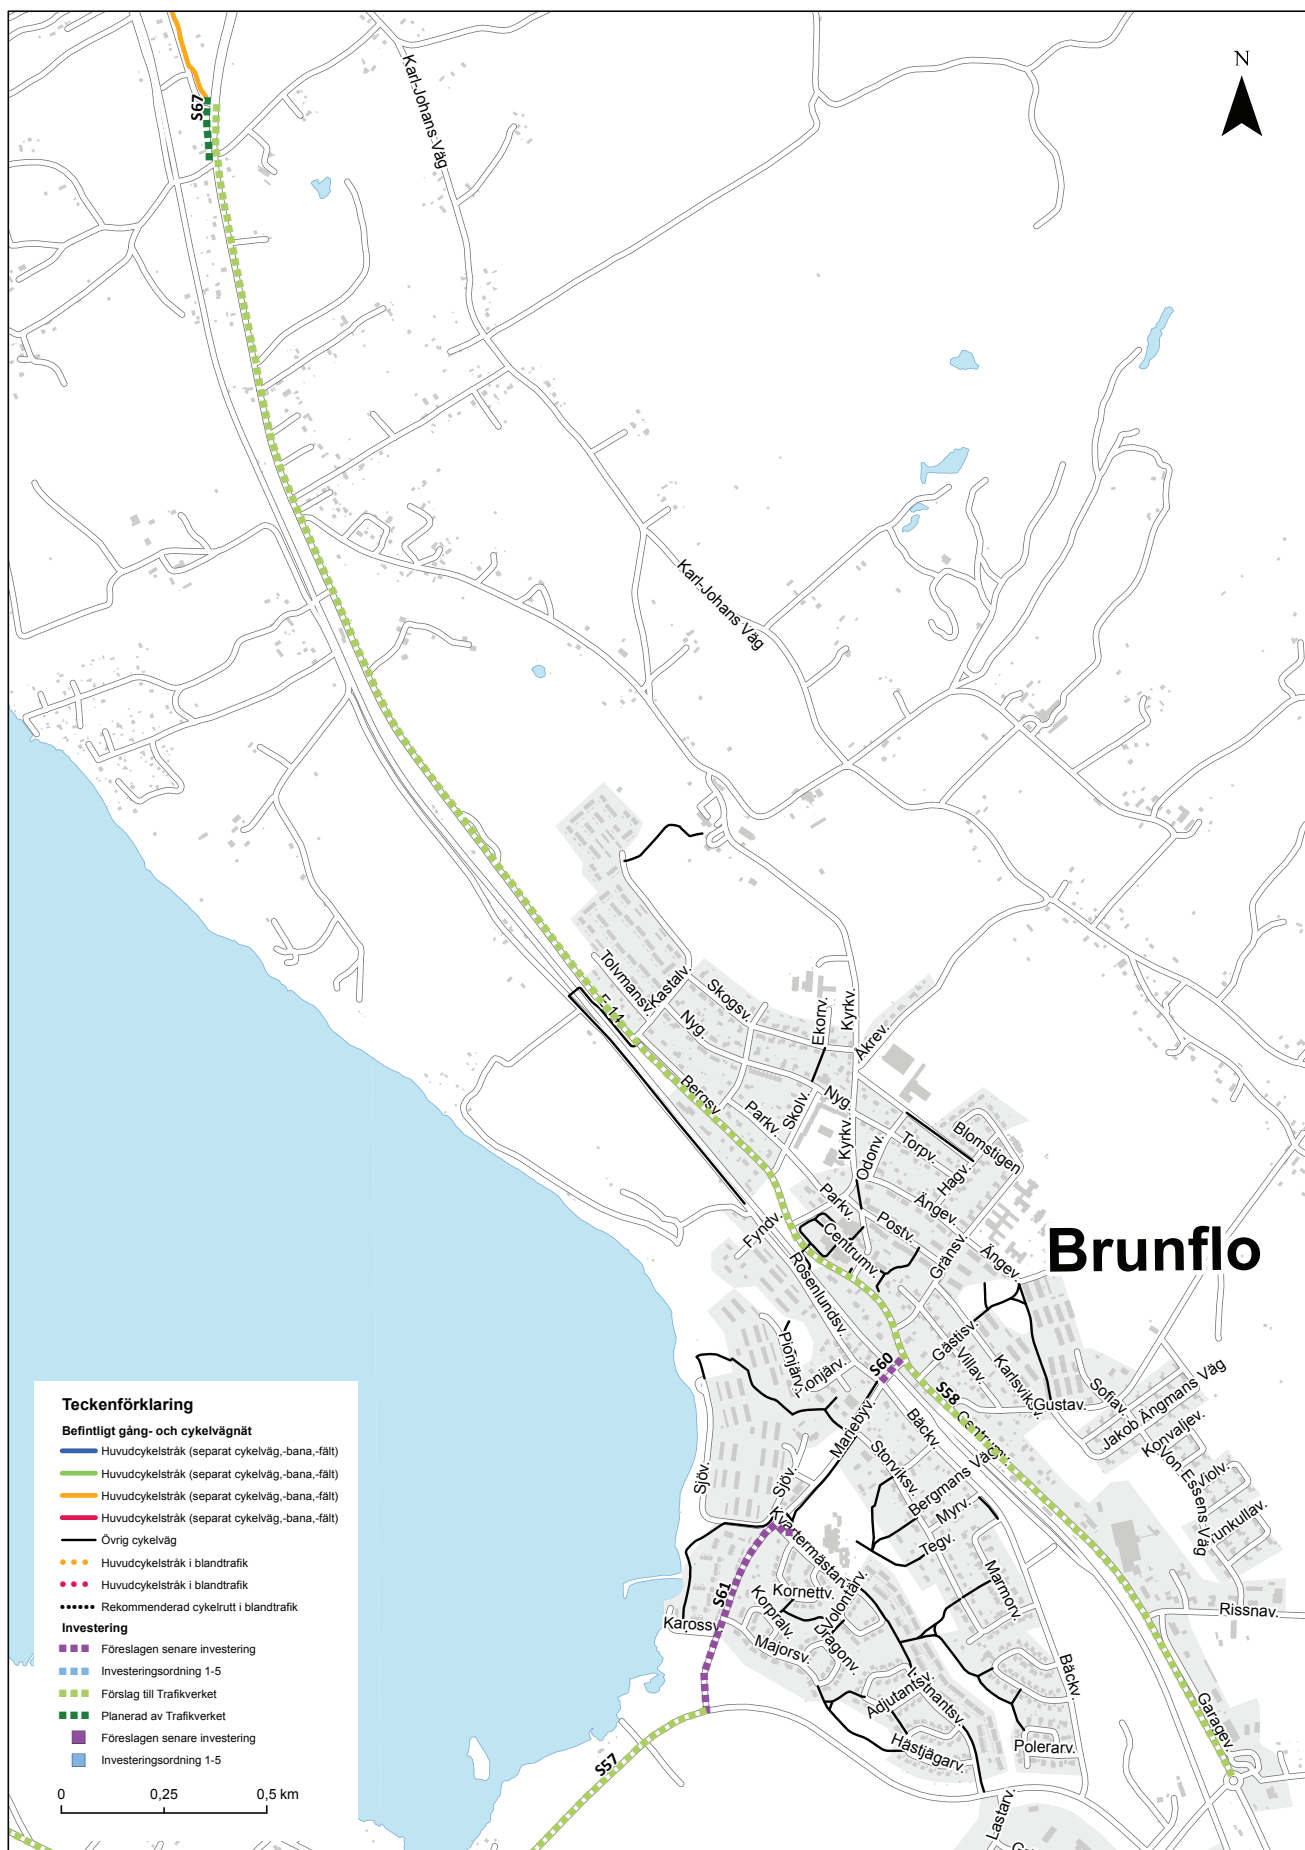 N
Karl-Johans Väg
S67
Karl-Johans Väg
Tolvmansv.
Kastalv.
Skogsv.
E 14
Nyg.
Ekorrv.
Kyrkv.
Åkrev.
Bergsv.
Parkv.
Skolv.
Nyg.
Kyrkv.
Odonv.
Torpv.
Hagv.
Blomstigen
Fyndv.
Parkv.
Postv.
Ängev.
Centrumv.
Gränsv.
Ängev.
Brunflo
Rosenlundsv.
Pionjärv.
S60
Gästisv.
Villav.
Karlsvikv.
Gustav.
Sofiav.
Jakob Ängmans Väg
Konvaljev.
Violv.
Von Essens Väg
S58
Centrumv.
Mariebyv.
Bäckv.
Storviksv.
Bergmans Väg
Myrv.
Tegv.
Sjöv.
Sjöv.
Kvartermästarv.
Kornettv.
Volontärv.
Marmorv.
S61
Korpralv.
Karossv.
Majorsv.
Dragonv.
Adjutantsv.
Hästjägarv.
Polerarv.
Bäckv.
Rissnav.
Garagev.
Lastarv.
S57
Teckenförklaring
Befintligt gång- och cykelvägnät
Huvudcykelstråk (separat cykelväg,-bana,-fält)
Huvudcykelstråk (separat cykelväg,-bana,-fält)
Huvudcykelstråk (separat cykelväg,-bana,-fält)
Huvudcykelstråk (separat cykelväg,-bana,-fält)
Övrig cykelväg
Huvudcykelstråk i blandtrafik
Huvudcykelstråk i blandtrafik
Rekommenderad cykelrutt i blandtrafik
Investering
Föreslagen senare investering
Investeringsordning 1-5
Förslag till Trafikverket
Planerad av Trafikverket
Föreslagen senare investering
Investeringsordning 1-5
0 0,25 0,5 km